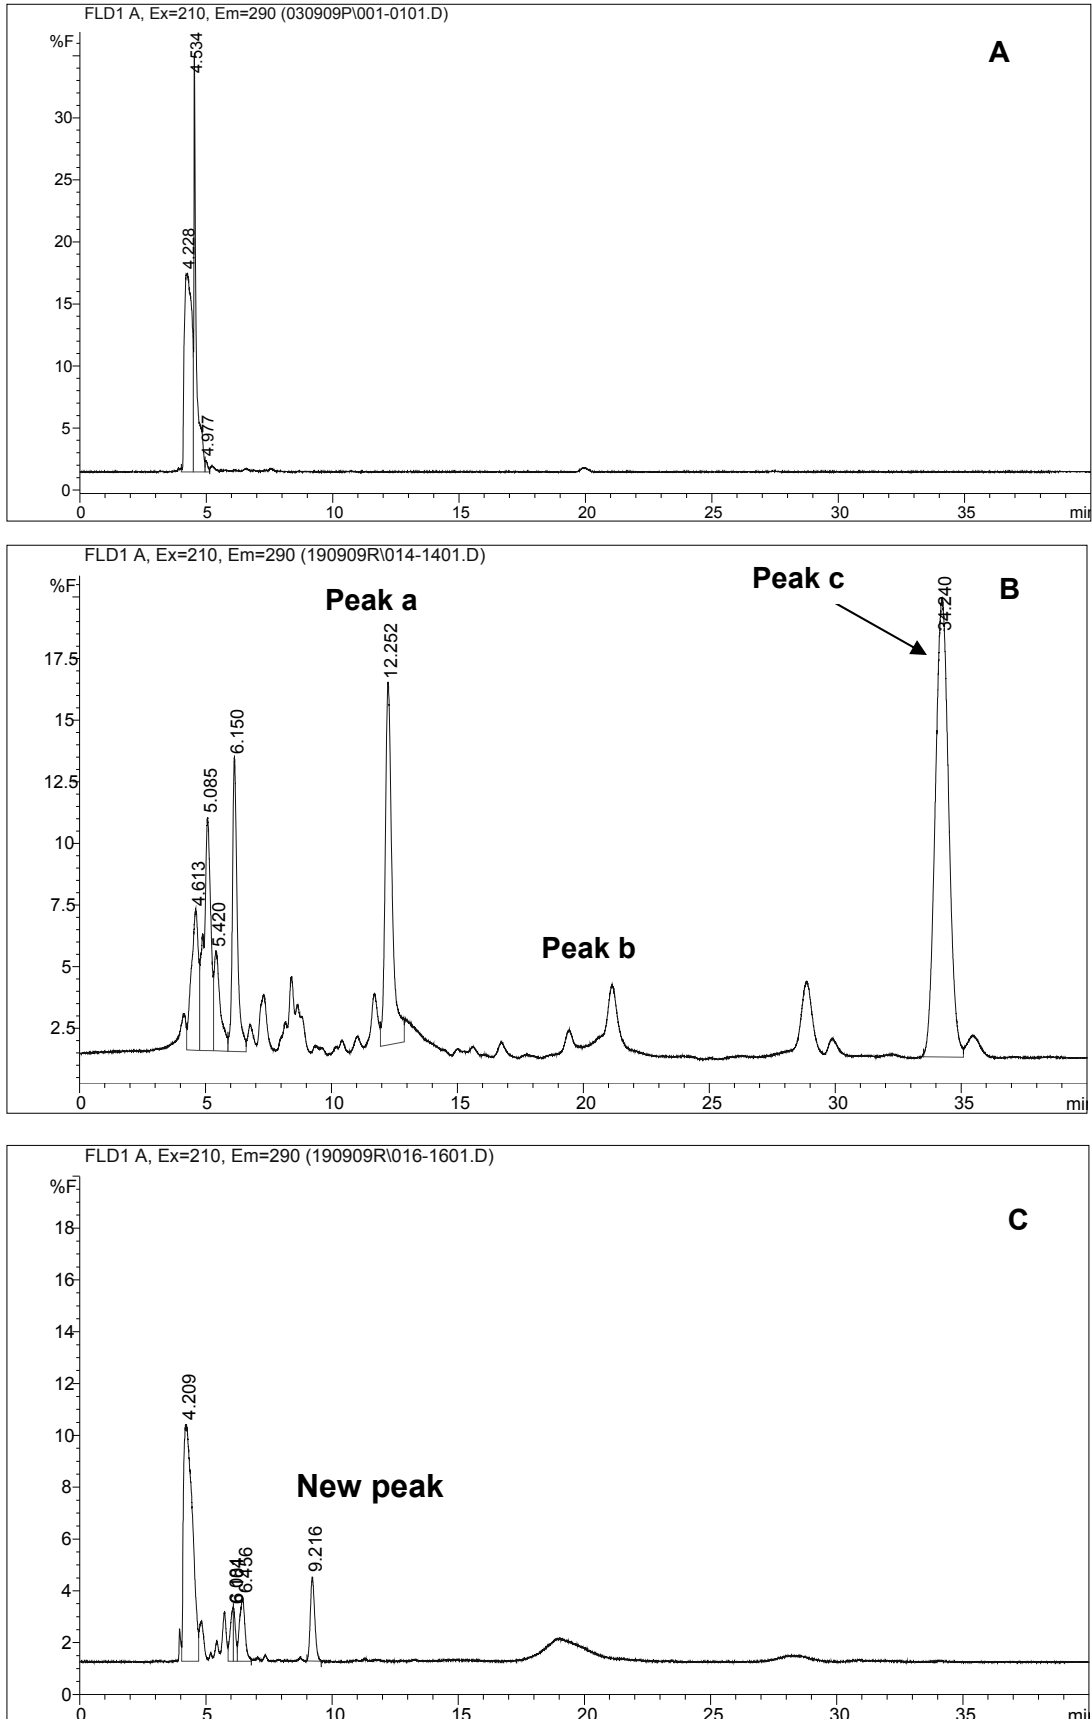 FLD1 A, Ex=210, Em=290 (030909P\001-0101.D)
%F
A
4.534
30
25
4.228
20
15
10
4.977
5
0
0 5 10 15 20 25 30 35 min
FLD1 A, Ex=210, Em=290 (190909R\014-1401.D)
%F
Peak c
B
Peak a
34.240
12.252
17.5
6.150
15
5.085
12.5
10
4.613
7.5
5.420
Peak b
5
2.5
0 5 10 15 20 25 30 35 min
FLD1 A, Ex=210, Em=290 (190909R\016-1601.D)
%F
C
18
16
14
12
4.209
10
New peak
8
9.216
6
6.456
4
2
0
0 5 10 15 20 25 30 35 min